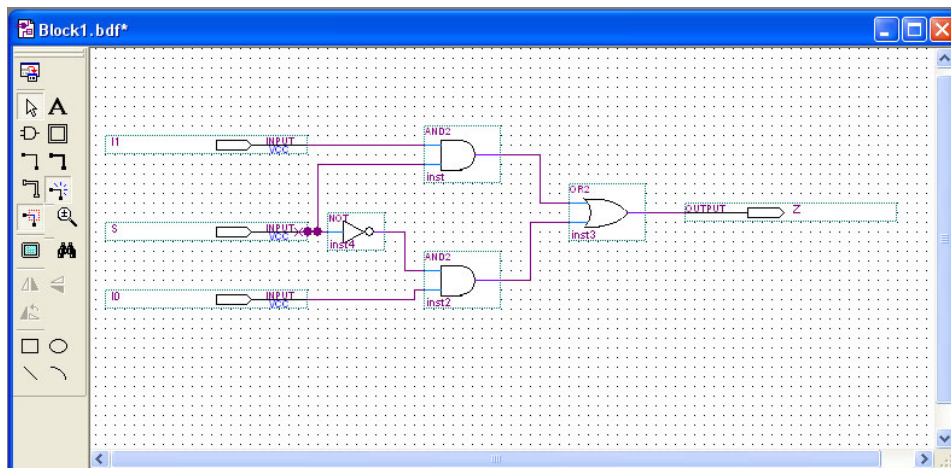 Block1.bdf*
A
I1
INPUT
VCC
AND2
inst
OR2
inst3
OUTPUT
Z
S
INPUT
VCC
NOT
inst4
AND2
inst2
I0
INPUT
VCC